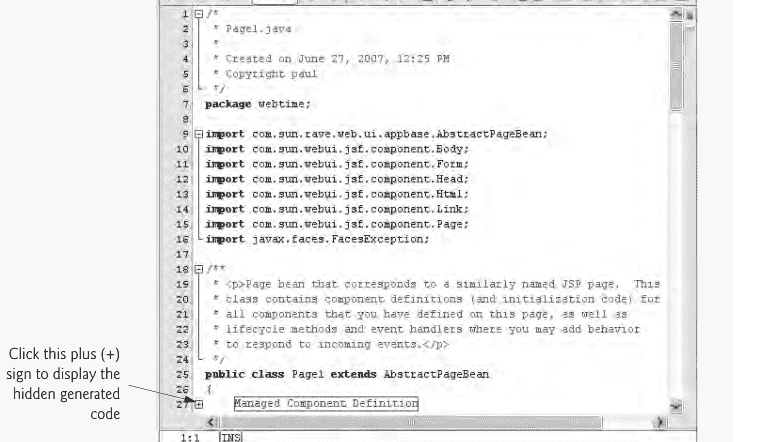 1 /*
2 * Page1.java
3 *
4 * Created on June 27, 2007, 12:25 PM
5 * Copyright paul
6 */
7 package webtime;
8
9 import com.sun.rave.web.ui.appbase.AbstractPageBean;
10 import com.sun.webui.jsf.component.Body;
11 import com.sun.webui.jsf.component.Form;
12 import com.sun.webui.jsf.component.Head;
13 import com.sun.webui.jsf.component.Html;
14 import com.sun.webui.jsf.component.Link;
15 import com.sun.webui.jsf.component.Page;
16 import javax.faces.FacesException;
17
18 /**
19 * <p>Page bean that corresponds to a similarly named JSP page. This
20 * class contains component definitions (and initialization code) for
21 * all components that you have defined on this page, as well as
22 * lifecycle methods and event handlers where you may add behavior
23 * to respond to incoming events.</p>
24 */
25 public class Page1 extends AbstractPageBean
26 {
27 Managed Component Definition
1:1 INS
Click this plus (+)
sign to display the
hidden generated
code